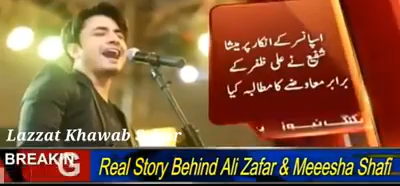 اسپانسر کے انکار پر میشا
شفیع نے علی ظفر کے
برابر معاوضے کا مطالبہ کیا
Lazzat Khawab
BREAKIN G
Real Story Behind Ali Zafar & Meeesha Shafi